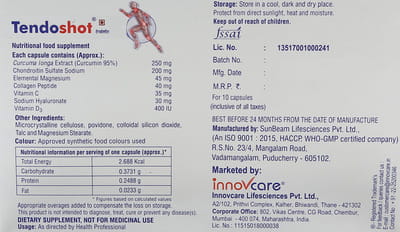 Tendoshot®
Nutritional food supplement
Each capsule contains (Approx.):
Curcuma longa Extract (Curcumin 95%) 250 mg
Chondroitin Sulfate Sodium 200 mg
Elemental Magnesium 45 mg
Collagen Peptide 40 mg
Vitamin C 35 mg
Sodium Hyaluronate 30 mg
Vitamin D3 400 IU
Other Ingredients:
Microcrystalline cellulose, povidone, colloidal silicon dioxide,
Talc and Magnesium Stearate.
Colour: Approved synthetic food colours used
Nutritional information per serving of one capsule (approx.)*
Total Energy 2.688 Kcal
Carbohydrate 0.3731 g
Protein 0.2488 g
Fat 0.0233 g
* Figures based on calculated values
Appropriate overages added to compensate the loss on storage.
This product is not intended to diagnose, treat, cure or prevent any disease(s).
DIETARY SUPPLEMENT, NOT FOR MEDICINAL USE
Usage: As directed by Health Professional
Storage: Store in a cool, dark and dry place.
Protect from direct sunlight, heat and moisture.
Keep out of reach of children.
fssai
Lic. No. : 13517001000241
Batch No. :
Mfg. Date :
M.R.P. ₹. :
For 10 capsules
(inclusive of all taxes)
BEST BEFORE 24 MONTHS FROM THE DATE OF MANUFACTURE
Manufactured by: SunBeam Lifesciences Pvt. Ltd.,
(An ISO 9001 : 2015, HACCP, WHO-GMP certified company)
R.S.No. 23/4, Mangalam Road,
Vadamangalam, Puducherry - 605102.
Marketed by:
innovcare®
Innovcare Lifesciences Pvt. Ltd.,
A2/102, Prithvi Complex, Kalher, Bhiwandi, Thane - 421302
Corporate Office: 802, Vikas Centre, CG Road, Chembur,
Mumbai - 400 074, Maharashtra, India.
Lic. No.: 11515018000038
® - Registered Trademark's